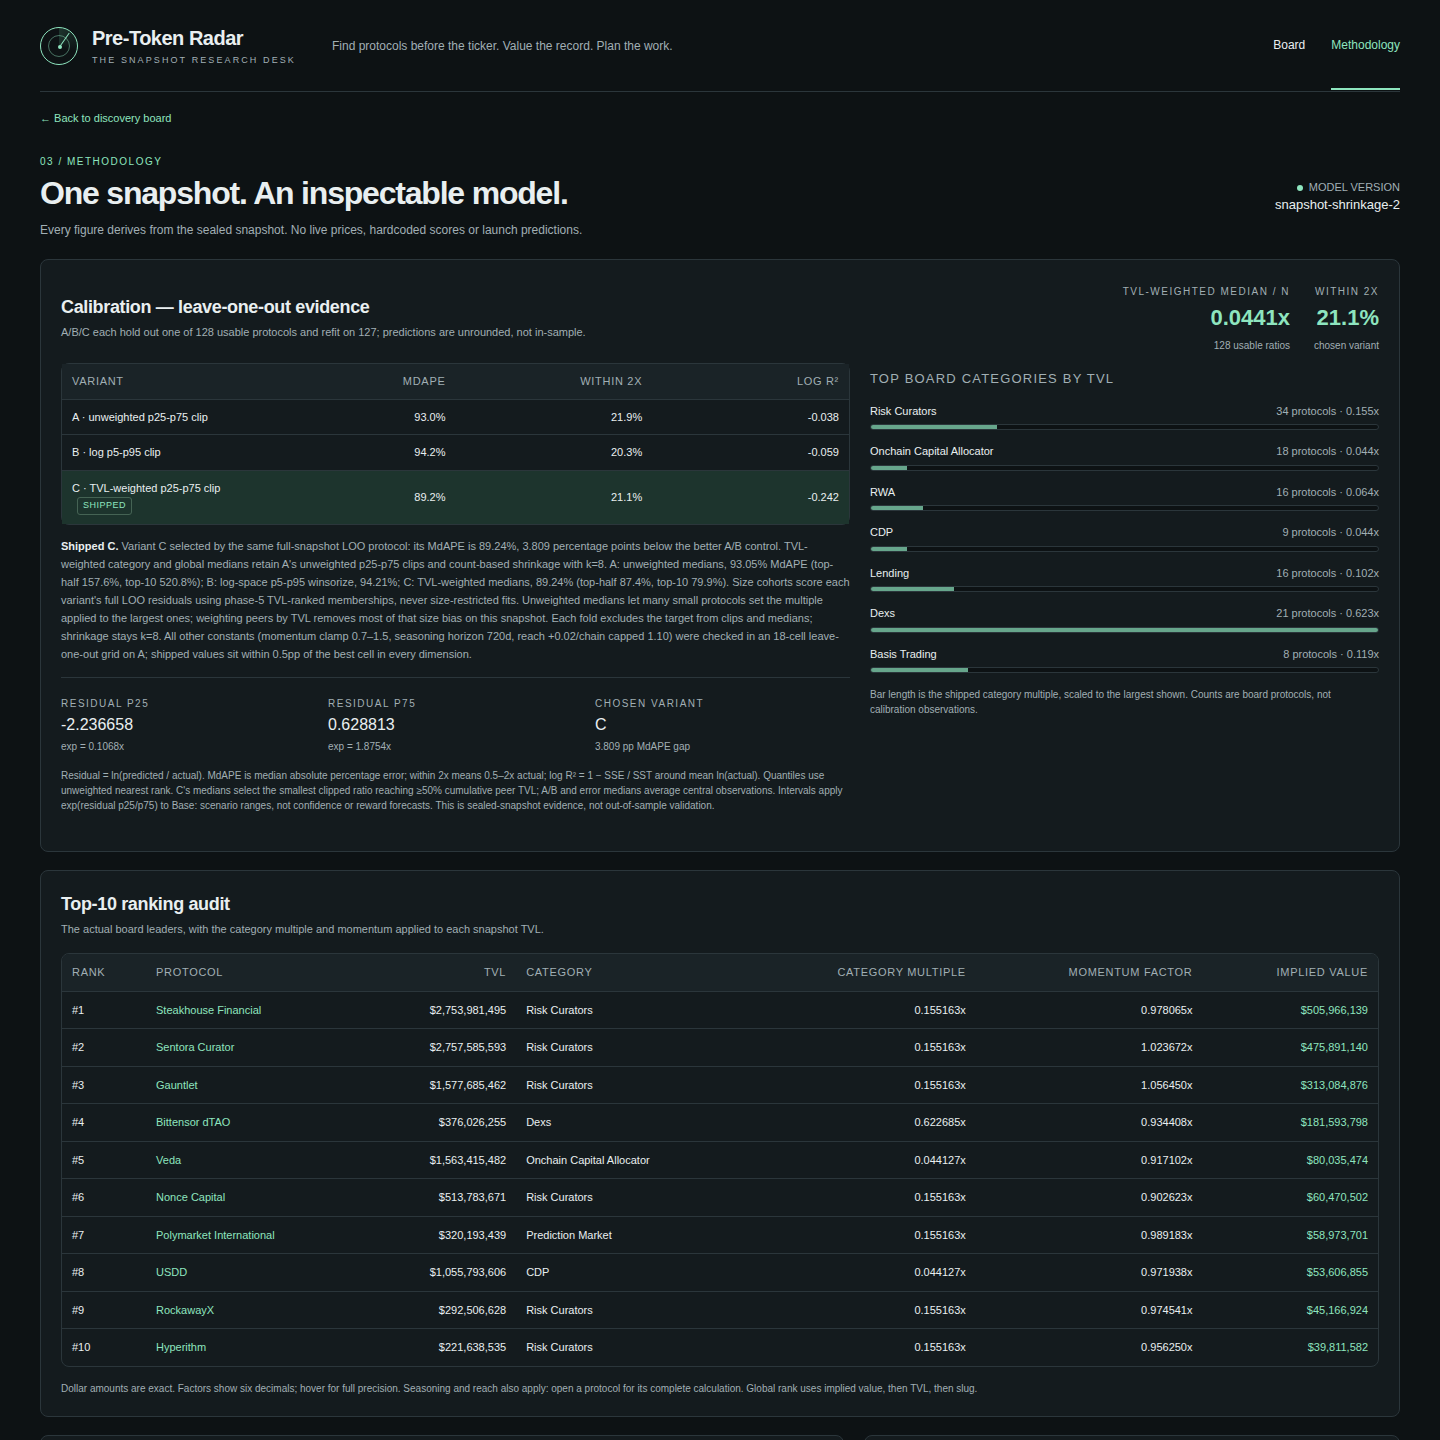 Pre-Token Radar
THE SNAPSHOT RESEARCH DESK
Find protocols before the ticker. Value the record. Plan the work.
Board
Methodology
← Back to discovery board
03 / METHODOLOGY
One snapshot. An inspectable model.
Every figure derives from the sealed snapshot. No live prices, hardcoded scores or launch predictions.
MODEL VERSION
snapshot-shrinkage-2
Calibration — leave-one-out evidence
A/B/C each hold out one of 128 usable protocols and refit on 127; predictions are unrounded, not in-sample.
TVL-WEIGHTED MEDIAN / N
0.0441x
128 usable ratios
WITHIN 2X
21.1%
chosen variant
VARIANT MDAPE WITHIN 2X LOG R²
A · unweighted p25-p75 clip 93.0% 21.9% -0.038
B · log p5-p95 clip 94.2% 20.3% -0.059
C · TVL-weighted p25-p75 clip
SHIPPED
89.2% 21.1% -0.242
Shipped C. Variant C selected by the same full-snapshot LOO protocol: its MdAPE is 89.24%, 3.809 percentage points below the better A/B control. TVL-
weighted category and global medians retain A's unweighted p25-p75 clips and count-based shrinkage with k=8. A: unweighted medians, 93.05% MdAPE (top-
half 157.6%, top-10 520.8%); B: log-space p5-p95 winsorize, 94.21%; C: TVL-weighted medians, 89.24% (top-half 87.4%, top-10 79.9%). Size cohorts score each
variant's full LOO residuals using phase-5 TVL-ranked memberships, never size-restricted fits. Unweighted medians let many small protocols set the multiple
applied to the largest ones; weighting peers by TVL removes most of that size bias on this snapshot. Each fold excludes the target from clips and medians;
shrinkage stays k=8. All other constants (momentum clamp 0.7–1.5, seasoning horizon 720d, reach +0.02/chain capped 1.10) were checked in an 18-cell leave-
one-out grid on A; shipped values sit within 0.5pp of the best cell in every dimension.
RESIDUAL P25
-2.236658
exp = 0.1068x
RESIDUAL P75
0.628813
exp = 1.8754x
CHOSEN VARIANT
C
3.809 pp MdAPE gap
Residual = ln(predicted / actual). MdAPE is median absolute percentage error; within 2x means 0.5–2x actual; log R² = 1 − SSE / SST around mean ln(actual). Quantiles use
unweighted nearest rank. C's medians select the smallest clipped ratio reaching ≥50% cumulative peer TVL; A/B and error medians average central observations. Intervals apply
exp(residual p25/p75) to Base: scenario ranges, not confidence or reward forecasts. This is sealed-snapshot evidence, not out-of-sample validation.
TOP BOARD CATEGORIES BY TVL
Risk Curators 34 protocols · 0.155x
Onchain Capital Allocator 18 protocols · 0.044x
RWA 16 protocols · 0.064x
CDP 9 protocols · 0.044x
Lending 16 protocols · 0.102x
Dexs 21 protocols · 0.623x
Basis Trading 8 protocols · 0.119x
Bar length is the shipped category multiple, scaled to the largest shown. Counts are board protocols, not
calibration observations.
Top-10 ranking audit
The actual board leaders, with the category multiple and momentum applied to each snapshot TVL.
RANK PROTOCOL TVL CATEGORY CATEGORY MULTIPLE MOMENTUM FACTOR IMPLIED VALUE
#1 Steakhouse Financial $2,753,981,495 Risk Curators 0.155163x 0.978065x $505,966,139
#2 Sentora Curator $2,757,585,593 Risk Curators 0.155163x 1.023672x $475,891,140
#3 Gauntlet $1,577,685,462 Risk Curators 0.155163x 1.056450x $313,084,876
#4 Bittensor dTAO $376,026,255 Dexs 0.622685x 0.934408x $181,593,798
#5 Veda $1,563,415,482 Onchain Capital Allocator 0.044127x 0.917102x $80,035,474
#6 Nonce Capital $513,783,671 Risk Curators 0.155163x 0.902623x $60,470,502
#7 Polymarket International $320,193,439 Prediction Market 0.155163x 0.989183x $58,973,701
#8 USDD $1,055,793,606 CDP 0.044127x 0.971938x $53,606,855
#9 RockawayX $292,506,628 Risk Curators 0.155163x 0.974541x $45,166,924
#10 Hyperithm $221,638,535 Risk Curators 0.155163x 0.956250x $39,811,582
Dollar amounts are exact. Factors show six decimals; hover for full precision. Seasoning and reach also apply: open a protocol for its complete calculation. Global rank uses implied value, then TVL, then slug.